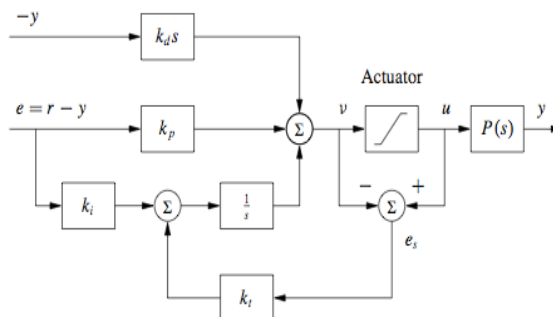 −y
k_d s
Actuator
e = r − y
k_p
Σ
v
u
P(s)
y
k_i
Σ
1/s
−
+
Σ
e_s
k_t